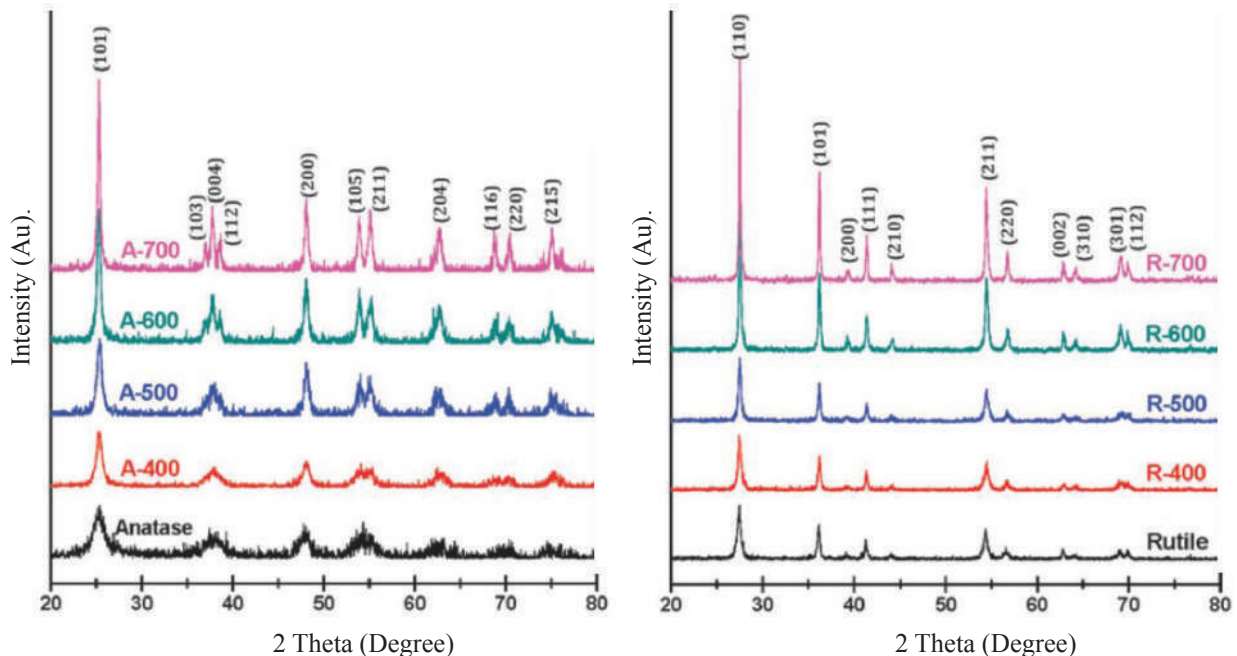 Intensity (Au).
(101)
(103)
(004)
(112)
(200)
(105)
(211)
(204)
(116)
(220)
(215)
A-700
A-600
A-500
A-400
Anatase
20 30 40 50 60 70 80
2 Theta (Degree)
Intensity (Au).
(110)
(101)
(200)
(111)
(210)
(211)
(220)
(002)
(310)
(301)
(112)
R-700
R-600
R-500
R-400
Rutile
20 30 40 50 60 70 80
2 Theta (Degree)